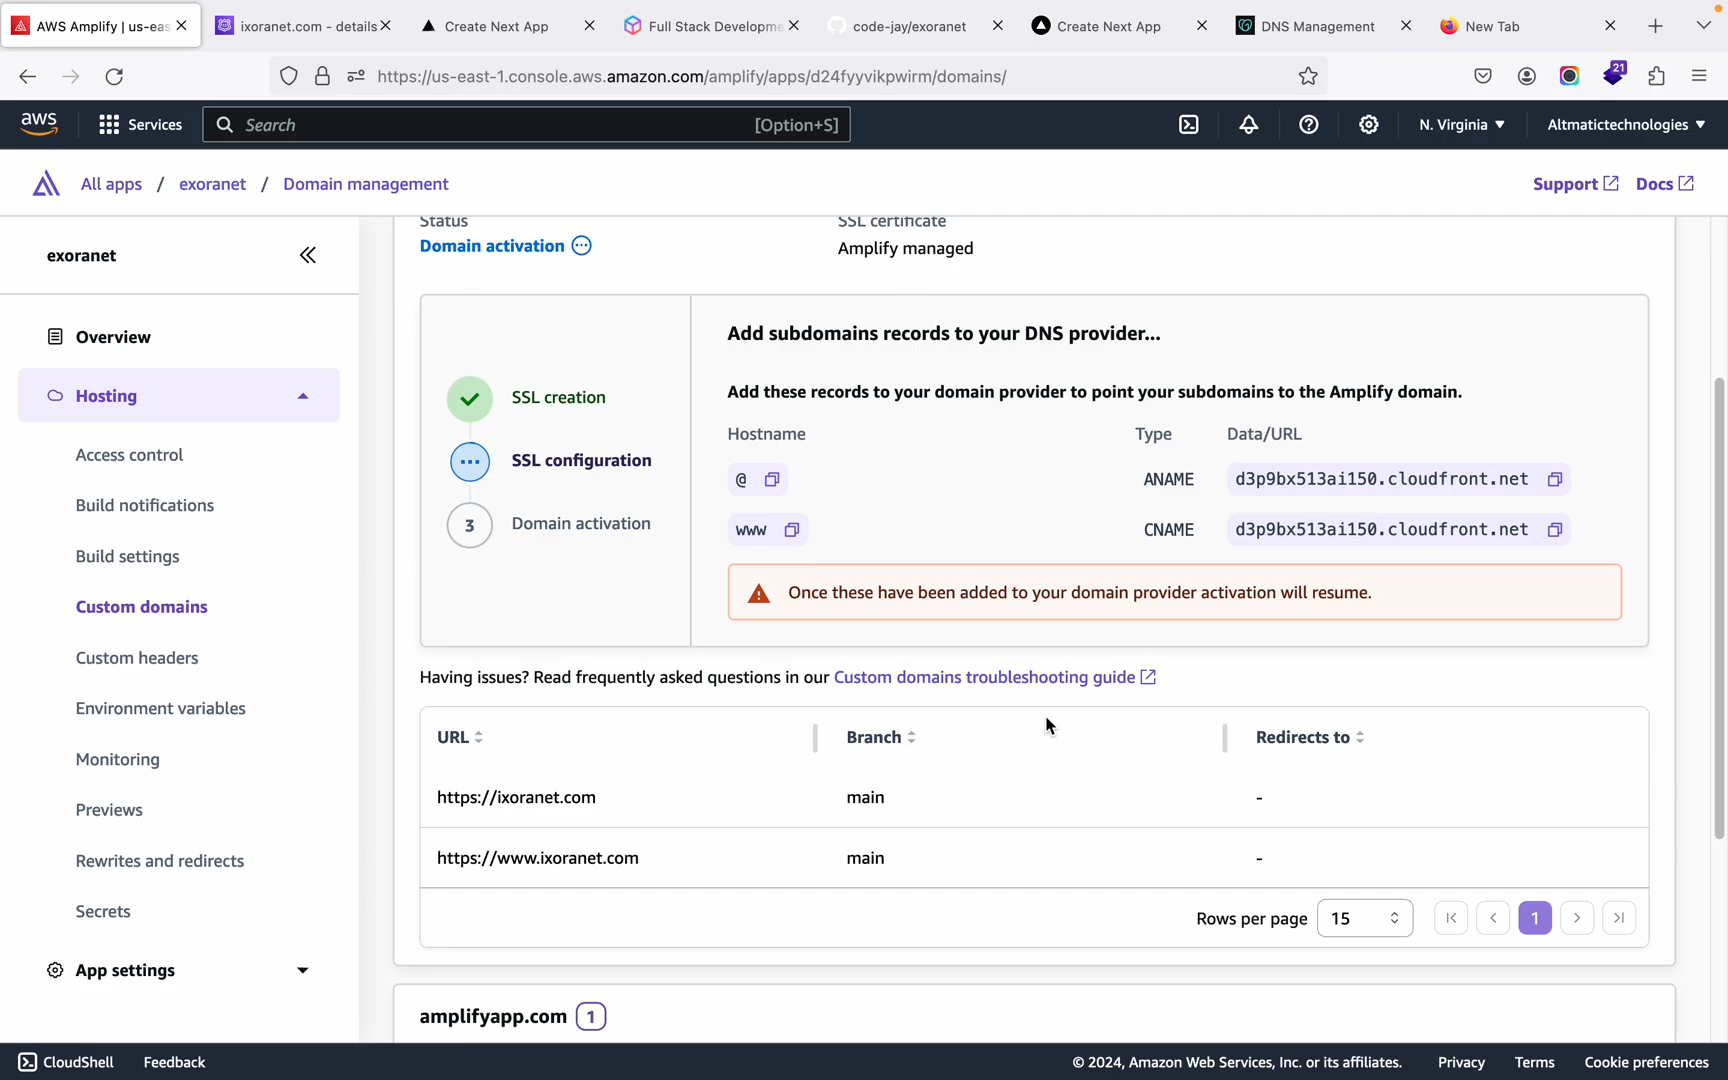 AWS Amplify | us-eas
ixoranet.com - details
Create Next App
Full Stack Developme
code-jay/exoranet
Create Next App
DNS Management
New Tab
https://us-east-1.console.aws.amazon.com/amplify/apps/d24fyyvikpwirm/domains/
21
aws
Services
Search
[Option+S]
N. Virginia
Altmatictechnologies
All apps / exoranet / Domain management
Support
Docs
exoranet
Overview
Hosting
Access control
Build notifications
Build settings
Custom domains
Custom headers
Environment variables
Monitoring
Previews
Rewrites and redirects
Secrets
App settings
Status
Domain activation
SSL certificate
Amplify managed
SSL creation
SSL configuration
3 Domain activation
Add subdomains records to your DNS provider...
Add these records to your domain provider to point your subdomains to the Amplify domain.
Hostname Type Data/URL
@ ANAME d3p9bx513ai150.cloudfront.net
www CNAME d3p9bx513ai150.cloudfront.net
Once these have been added to your domain provider activation will resume.
Having issues? Read frequently asked questions in our Custom domains troubleshooting guide
URL Branch Redirects to
https://ixoranet.com main -
https://www.ixoranet.com main -
Rows per page 15 1
amplifyapp.com 1
CloudShell
Feedback
© 2024, Amazon Web Services, Inc. or its affiliates.
Privacy
Terms
Cookie preferences